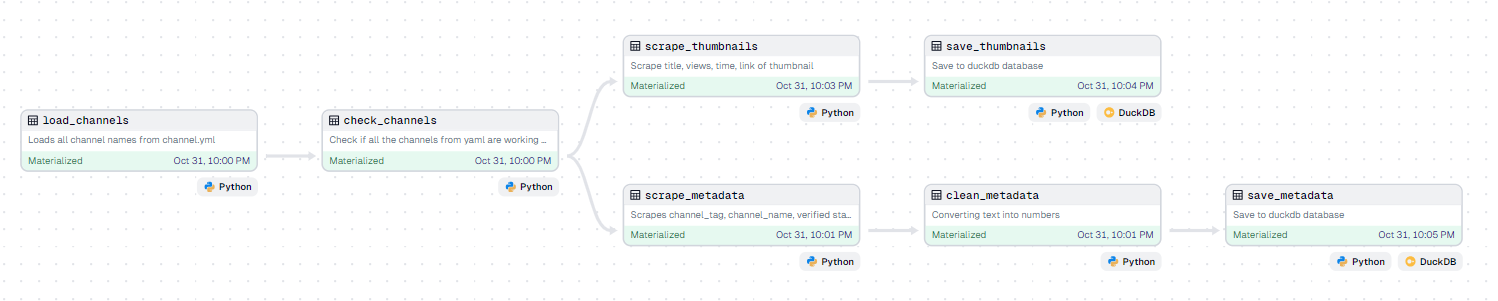 load_channels
Loads all channel names from channel.yml
Materialized Oct 31, 10:00 PM
Python
check_channels
Check if all the channels from yaml are working ...
Materialized Oct 31, 10:00 PM
Python
scrape_thumbnails
Scrape title, views, time, link of thumbnail
Materialized Oct 31, 10:03 PM
Python
save_thumbnails
Save to duckdb database
Materialized Oct 31, 10:04 PM
Python DuckDB
scrape_metadata
Scrapes channel_tag, channel_name, verified sta...
Materialized Oct 31, 10:01 PM
Python
clean_metadata
Converting text into numbers
Materialized Oct 31, 10:01 PM
Python
save_metadata
Save to duckdb database
Materialized Oct 31, 10:05 PM
Python DuckDB